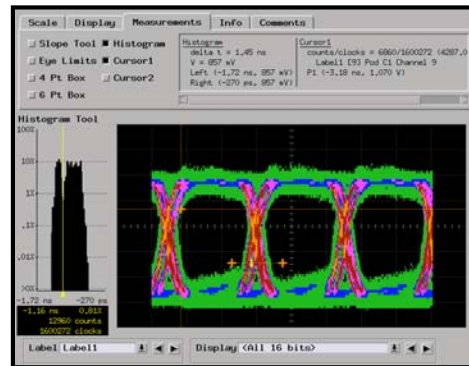 Scale Display Measurements Info Comments
Slope Tool Histogram
Eye Limits Cursor1
4 Pt Box Cursor2
6 Pt Box
Histogram
delta t = 1,45 ns
V = 857 mV
Left (-1,72 ns, 857 mV)
Right (-270 ps, 857 mV)
Cursor1
counts/clocks = 6860/1600272 (4287,0
Label1 [9] Pod C1 Channel 9
P1 (-3,18 ns, 1,070 V)
Histogram Tool
100%
10%
1%
.1%
.01%
.00%
-1,72 ns -270 ps
-1,16 ns 0,81%
12960 counts
1600272 clocks
Label Label1 Display <All 16 bits>